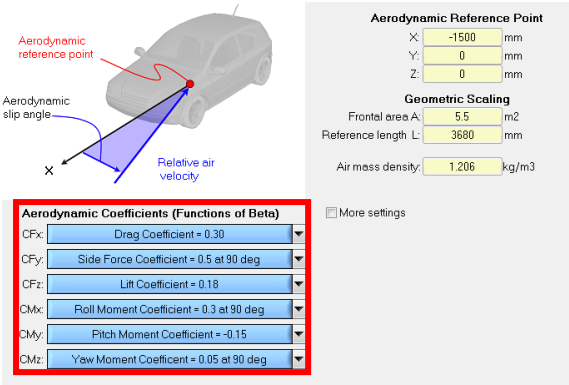 Aerodynamic
reference point
Aerodynamic
slip angle
X
Relative air
velocity
Aerodynamic Reference Point
X: -1500 mm
Y: 0 mm
Z: 0 mm
Geometric Scaling
Frontal area A: 5.5 m2
Reference length L: 3680 mm
Air mass density: 1.206 kg/m3
More settings
Aerodynamic Coefficients (Functions of Beta)
CFx: Drag Coefficient = 0.30
CFy: Side Force Coefficient = 0.5 at 90 deg
CFz: Lift Coefficient = 0.18
CMx: Roll Moment Coefficient = 0.3 at 90 deg
CMy: Pitch Moment Coefficient = -0.15
CMz: Yaw Moment Coefficent = 0.05 at 90 deg